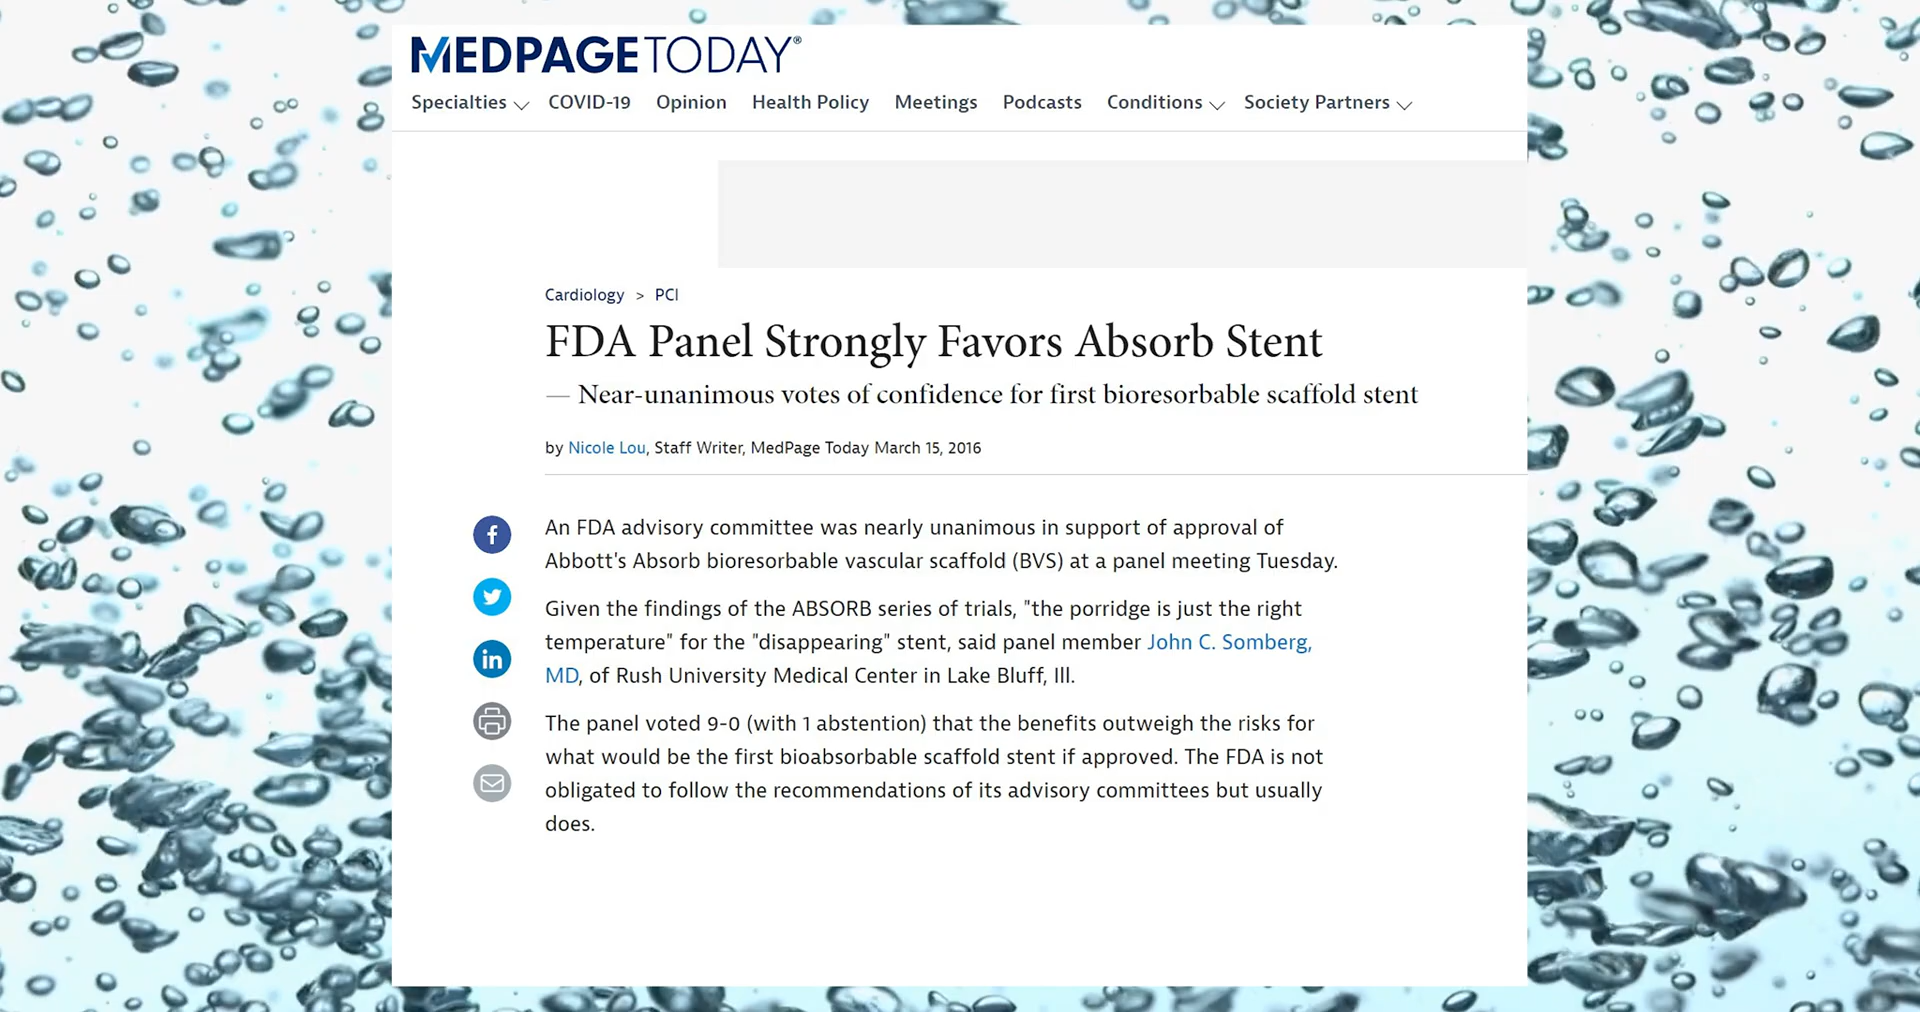 MEDPAGE TODAY®
Specialties COVID-19 Opinion Health Policy Meetings Podcasts Conditions Society Partners
Cardiology > PCI
FDA Panel Strongly Favors Absorb Stent
— Near-unanimous votes of confidence for first bioresorbable scaffold stent
by Nicole Lou, Staff Writer, MedPage Today March 15, 2016
An FDA advisory committee was nearly unanimous in support of approval of
Abbott's Absorb bioresorbable vascular scaffold (BVS) at a panel meeting Tuesday.
Given the findings of the ABSORB series of trials, "the porridge is just the right
temperature" for the "disappearing" stent, said panel member John C. Somberg,
MD, of Rush University Medical Center in Lake Bluff, Ill.
The panel voted 9-0 (with 1 abstention) that the benefits outweigh the risks for
what would be the first bioabsorbable scaffold stent if approved. The FDA is not
obligated to follow the recommendations of its advisory committees but usually
does.